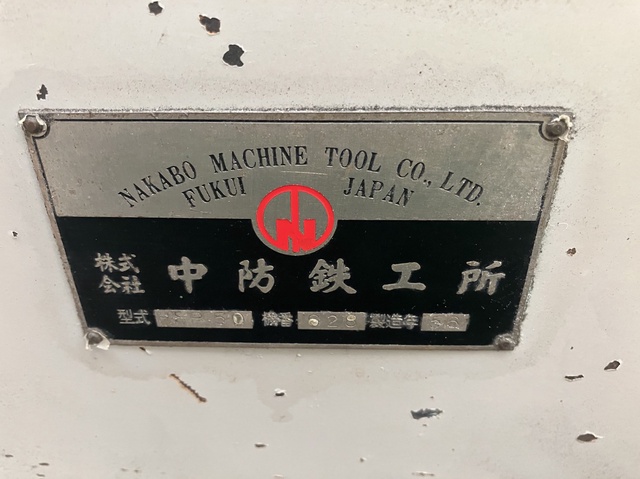 NAKABO MACHINE TOOL CO., LTD.
FUKUI JAPAN
株式会社 中防鉄工所
型式 機番 製造年